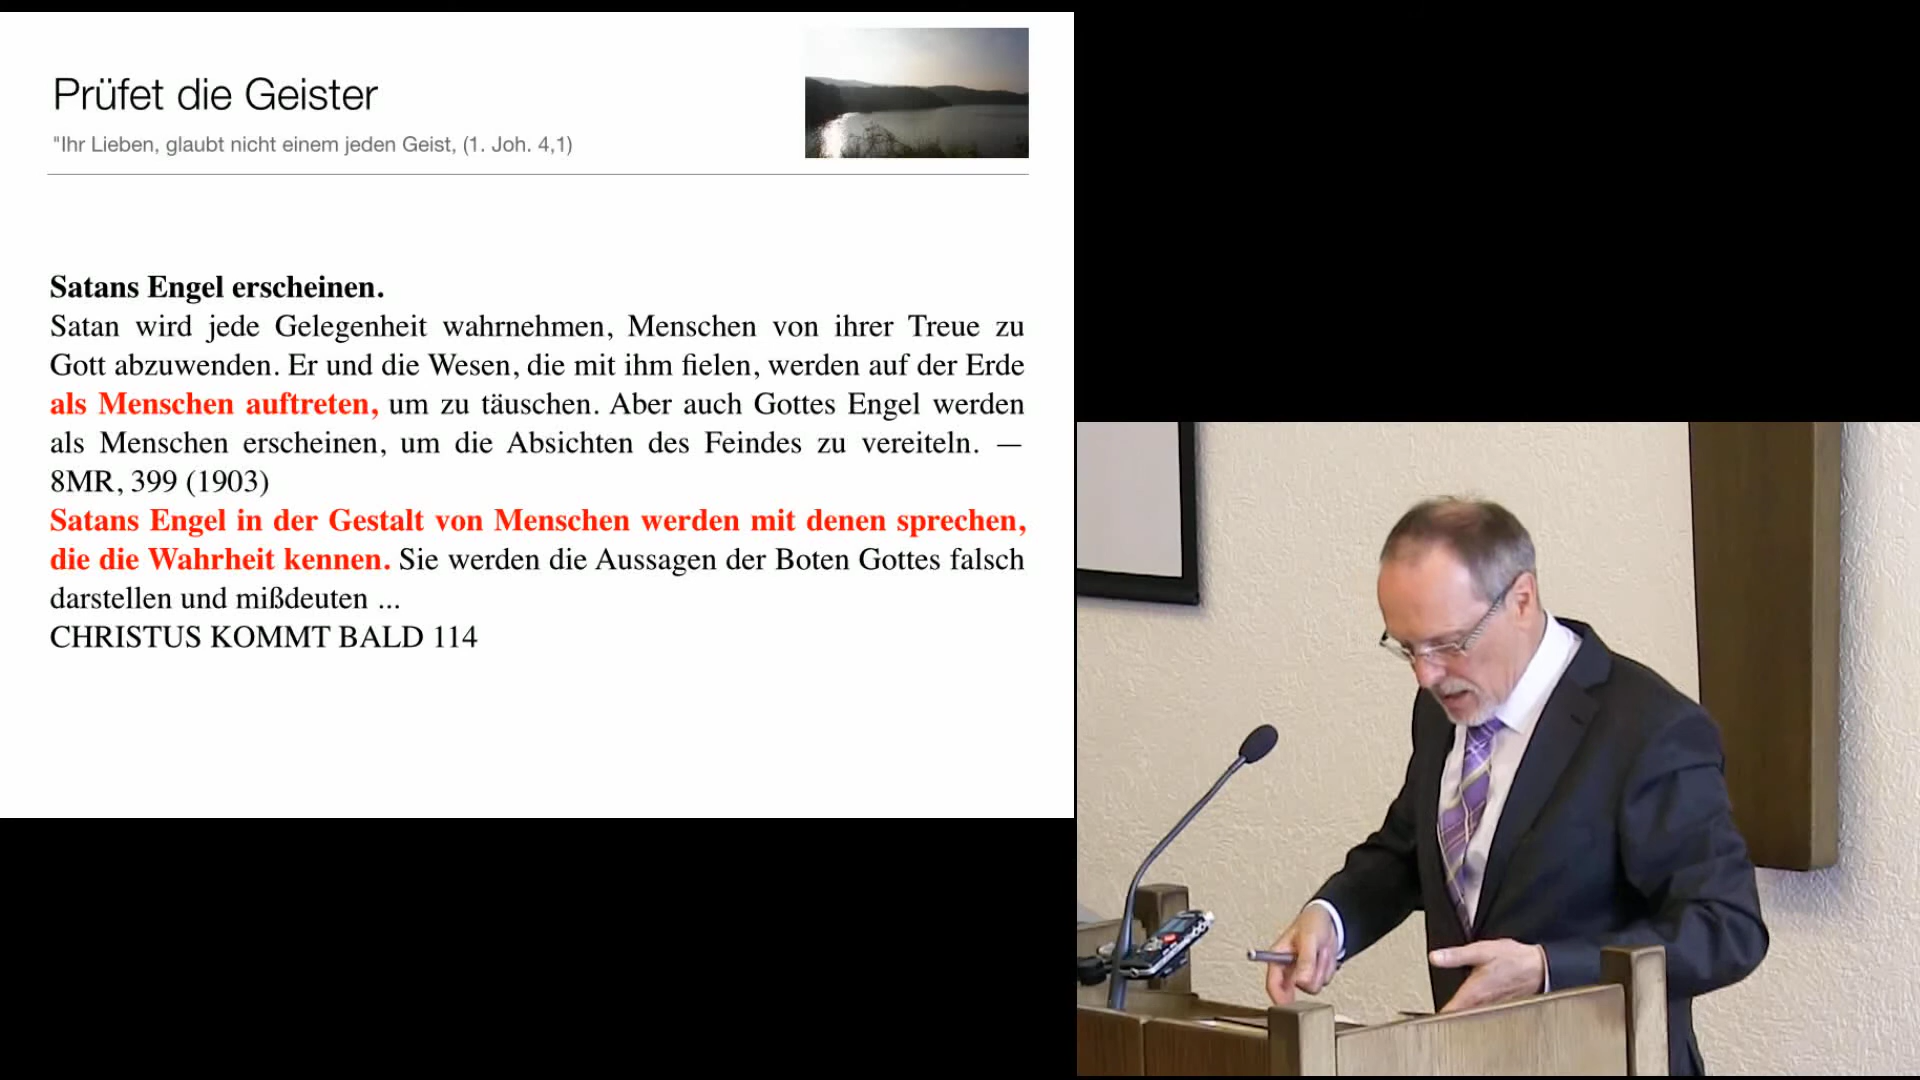 Prüfet die Geister
"Ihr Lieben, glaubt nicht einem jeden Geist, (1. Joh. 4,1)
Satans Engel erscheinen.
Satan wird jede Gelegenheit wahrnehmen, Menschen von ihrer Treue zu
Gott abzuwenden. Er und die Wesen, die mit ihm fielen, werden auf der Erde
als Menschen auftreten, um zu täuschen. Aber auch Gottes Engel werden
als Menschen erscheinen, um die Absichten des Feindes zu vereiteln. —
8MR, 399 (1903)
Satans Engel in der Gestalt von Menschen werden mit denen sprechen,
die die Wahrheit kennen. Sie werden die Aussagen der Boten Gottes falsch
darstellen und mißdeuten ...
CHRISTUS KOMMT BALD 114